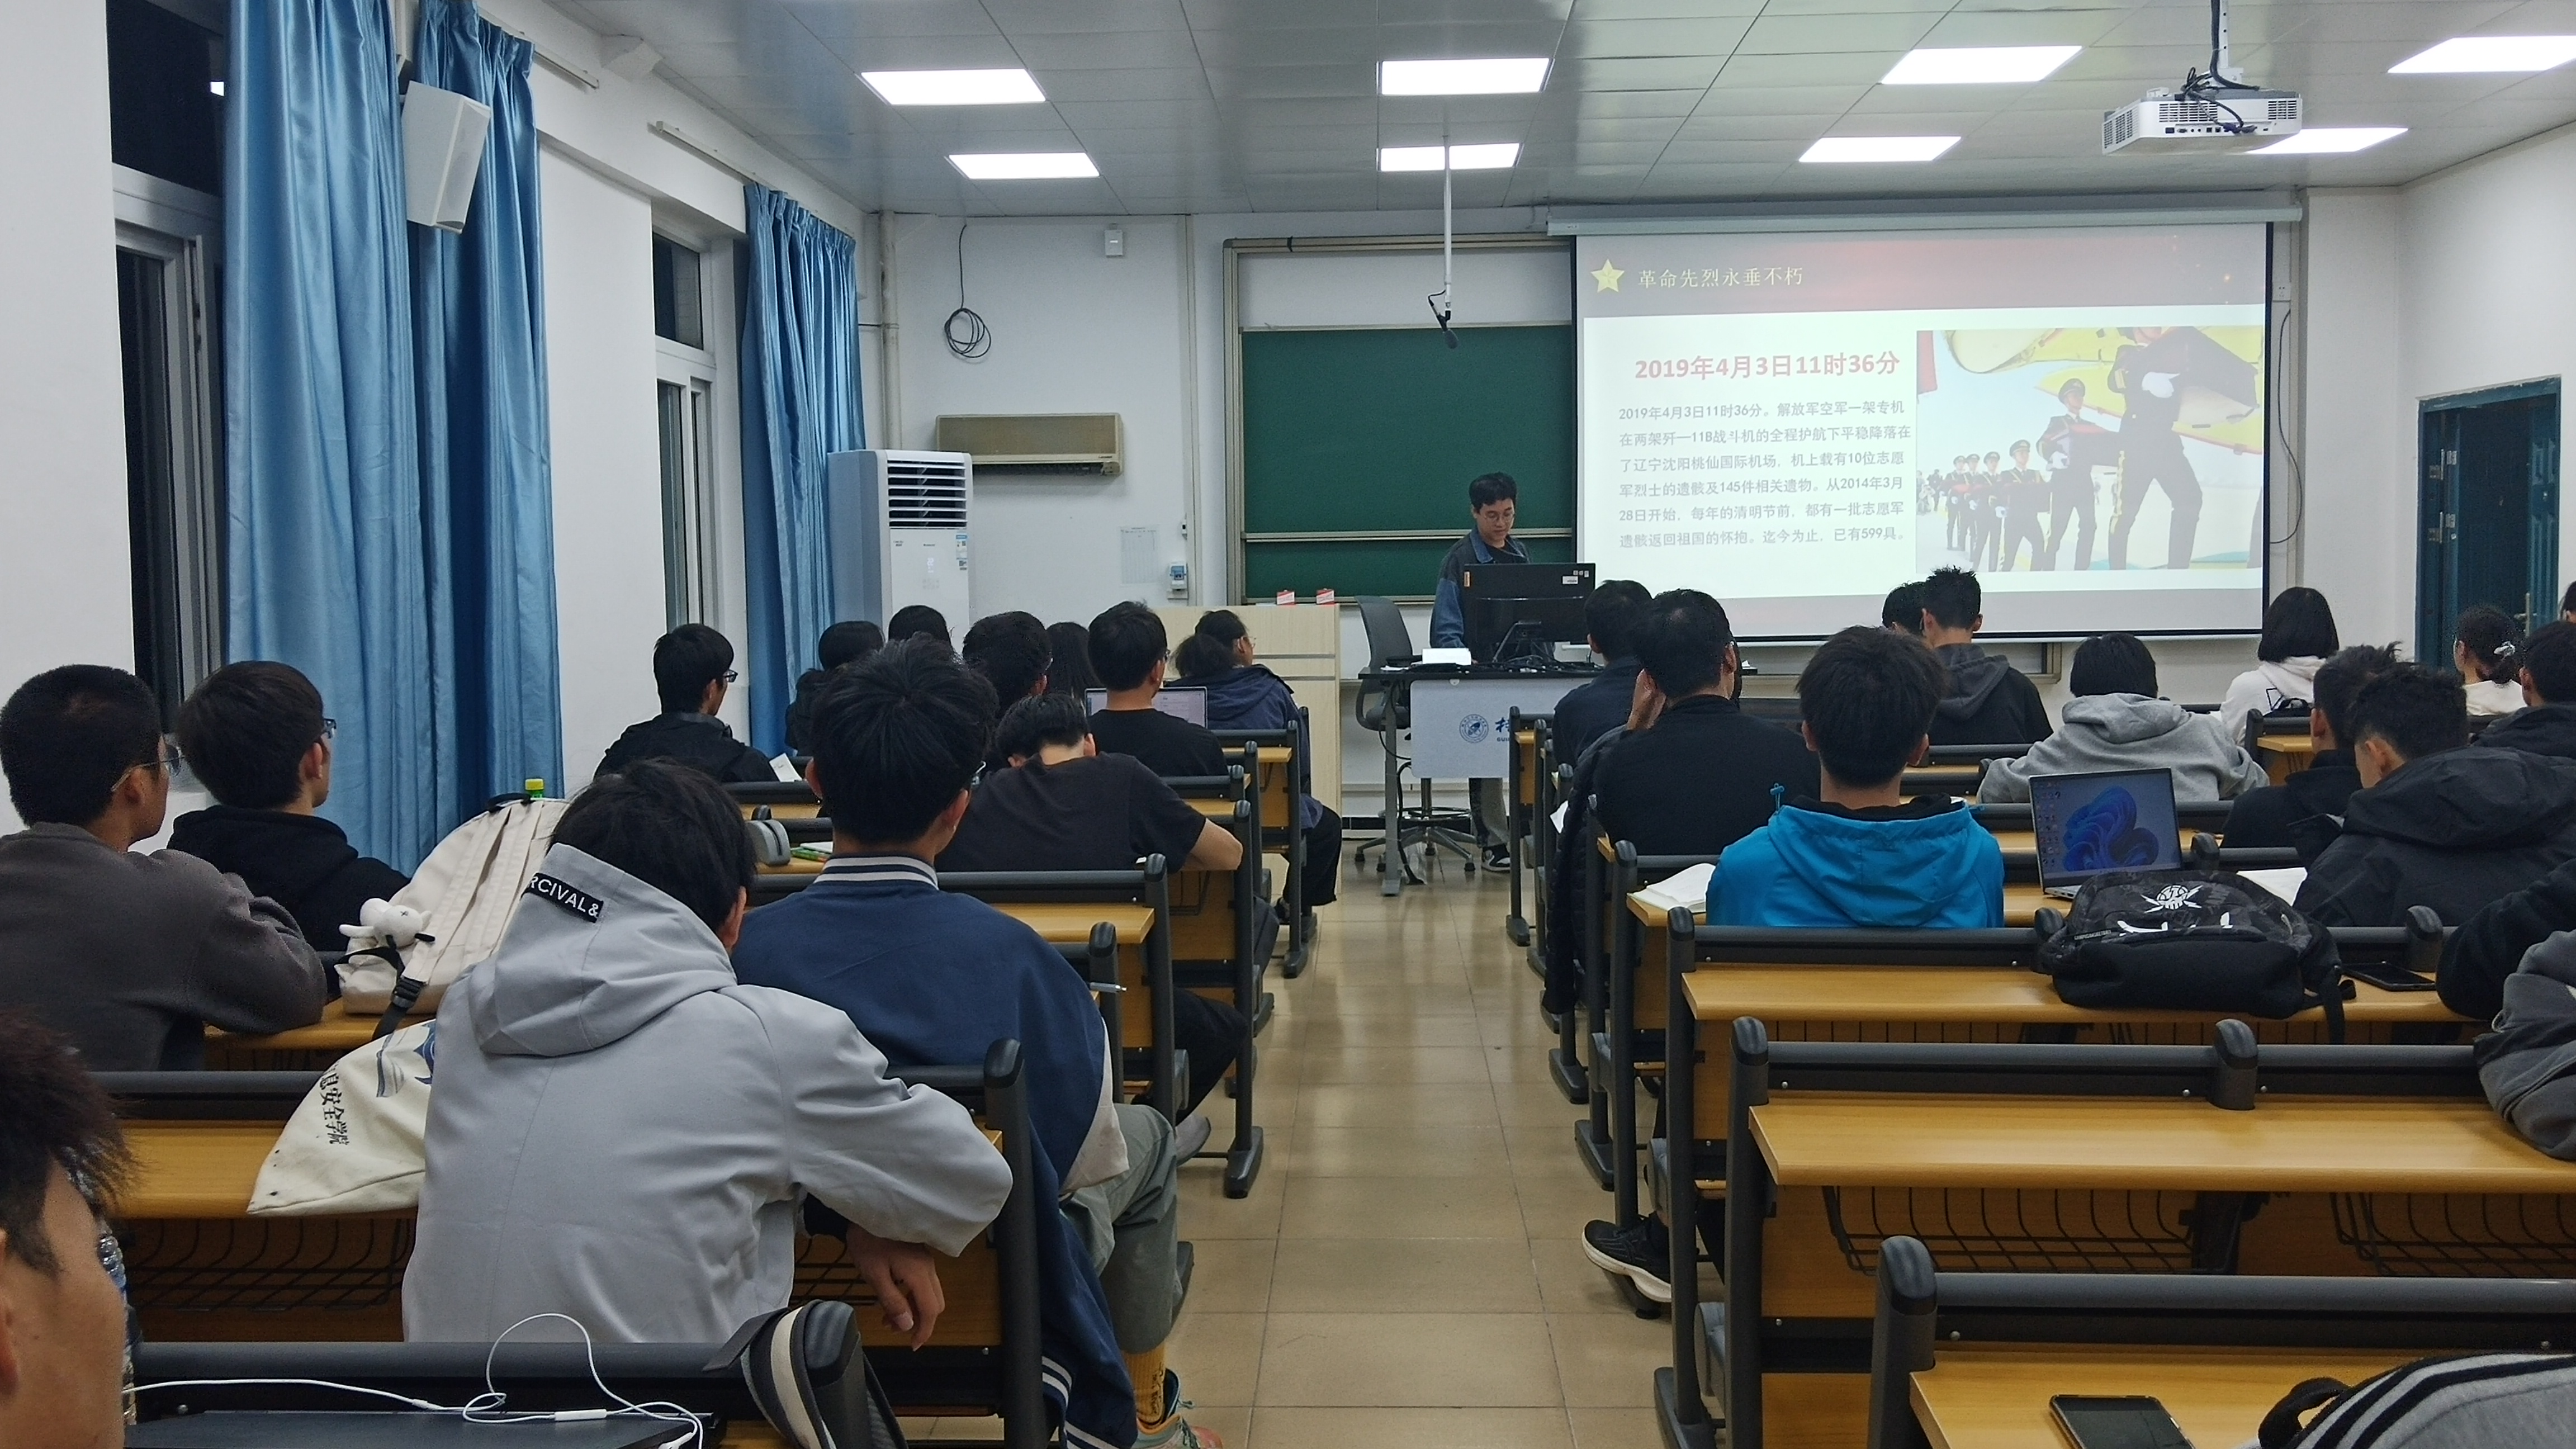 革命先烈永垂不朽
2019年4月3日11时36分
2019年4月3日11时36分。解放军空军一架专机
在两架歼—11B战斗机的全程护航下平稳降落在
了辽宁沈阳桃仙国际机场，机上载有10位志愿
军烈士的遗骸及145件相关遗物。从2014年3月
28日开始，每年的清明节前，都有一批志愿军
遗骸返回祖国的怀抱。迄今为止，已有599具。
RCIVAL&
息安全学院